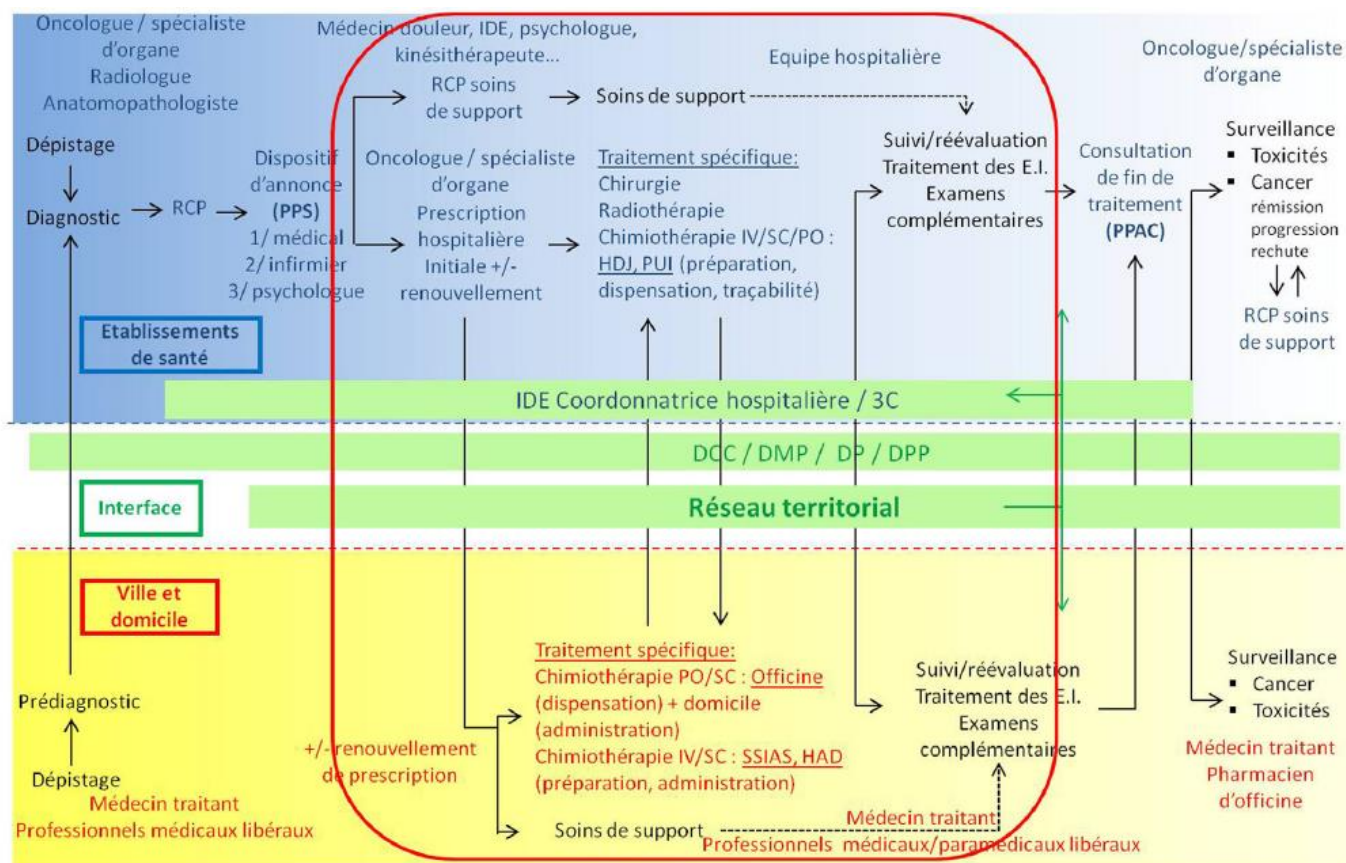 Oncologue / spécialiste
d'organe
Radiologue
Anatomopathologiste
Médecin douleur, IDE, psychologue,
kinésithérapeute...
Equipe hospitalière
Oncologue/spécialiste
d'organe
RCP soins
de support
Soins de support
Dépistage
Diagnostic
RCP
Dispositif
d'annonce
(PPS)
1/ médical
2/ infirmier
3/ psychologue
Oncologue / spécialiste
d'organe
Prescription
hospitalière
Initiale +/-
renouvellement
Traitement spécifique:
Chirurgie
Radiothérapie
Chimiothérapie IV/SC/PO :
HDJ, PUI (préparation,
dispensation, traçabilité)
Suivi/réévaluation
Traitement des E.I.
Examens
complémentaires
Consultation
de fin de
traitement
(PPAC)
Surveillance
▪ Toxicités
▪ Cancer
rémission
progression
rechute
RCP soins
de support
Etablissements
de santé
IDE Coordonnatrice hospitalière / 3C
DCC / DMP / DP / DPP
Interface
Réseau territorial
Ville et
domicile
Prédiagnostic
Dépistage
Médecin traitant
Professionnels médicaux libéraux
+/- renouvellement
de prescription
Traitement spécifique:
Chimiothérapie PO/SC : Officine
(dispensation) + domicile
(administration)
Chimiothérapie IV/SC : SSIAS, HAD
(préparation, administration)
Soins de support
Suivi/réévaluation
Traitement des E.I.
Examens
complémentaires
Médecin traitant
Professionnels médicaux/paramédicaux libéraux
Surveillance
▪ Cancer
▪ Toxicités
Médecin traitant
Pharmacien
d'officine